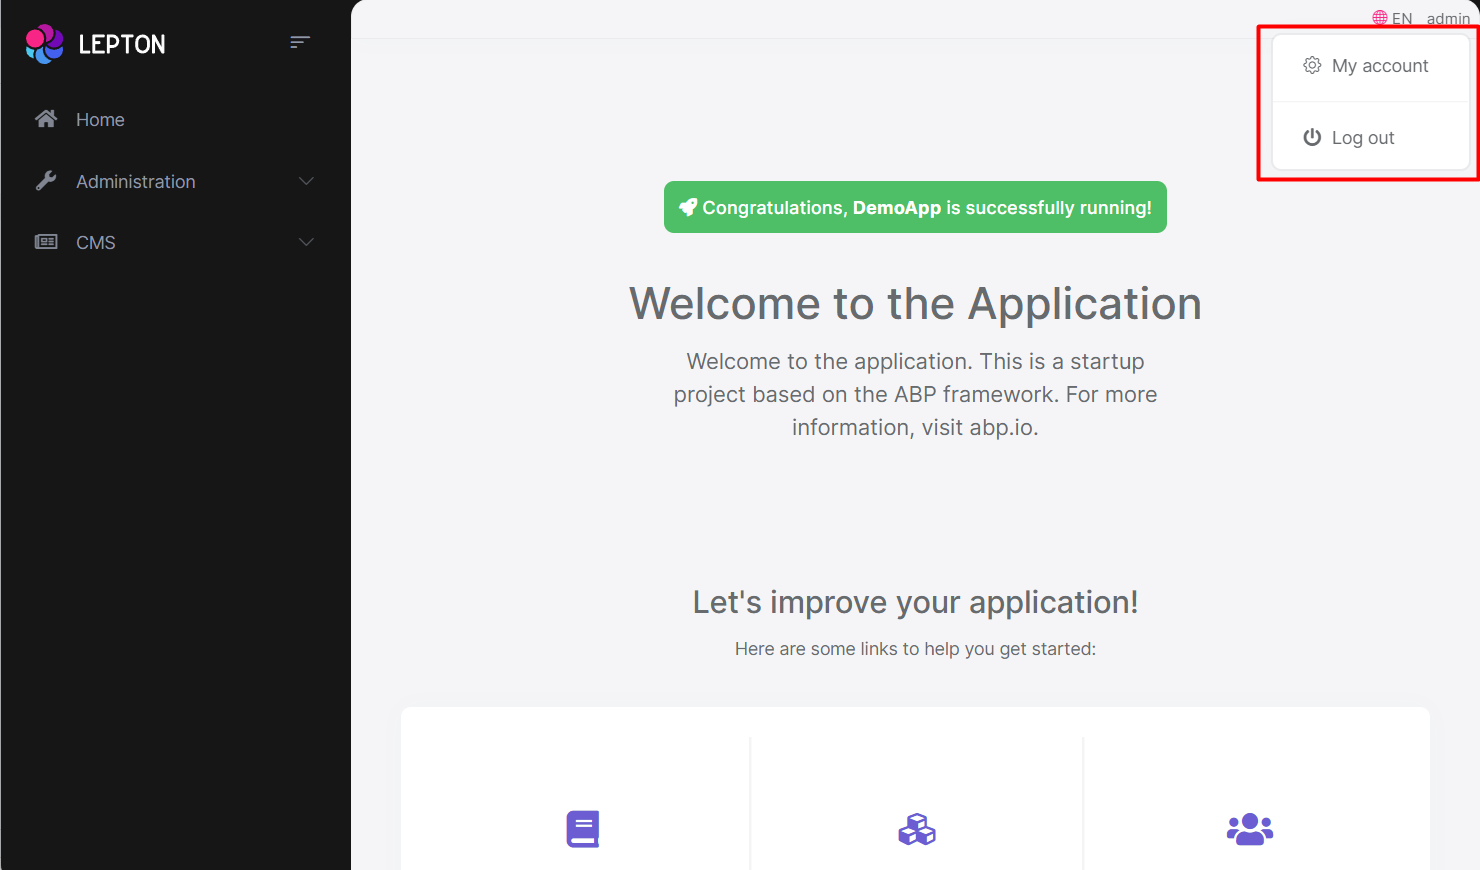 LEPTON
Home
Administration
CMS
EN admin
My account
Log out
Congratulations, DemoApp is successfully running!
Welcome to the Application
Welcome to the application. This is a startup
project based on the ABP framework. For more
information, visit abp.io.
Let's improve your application!
Here are some links to help you get started: